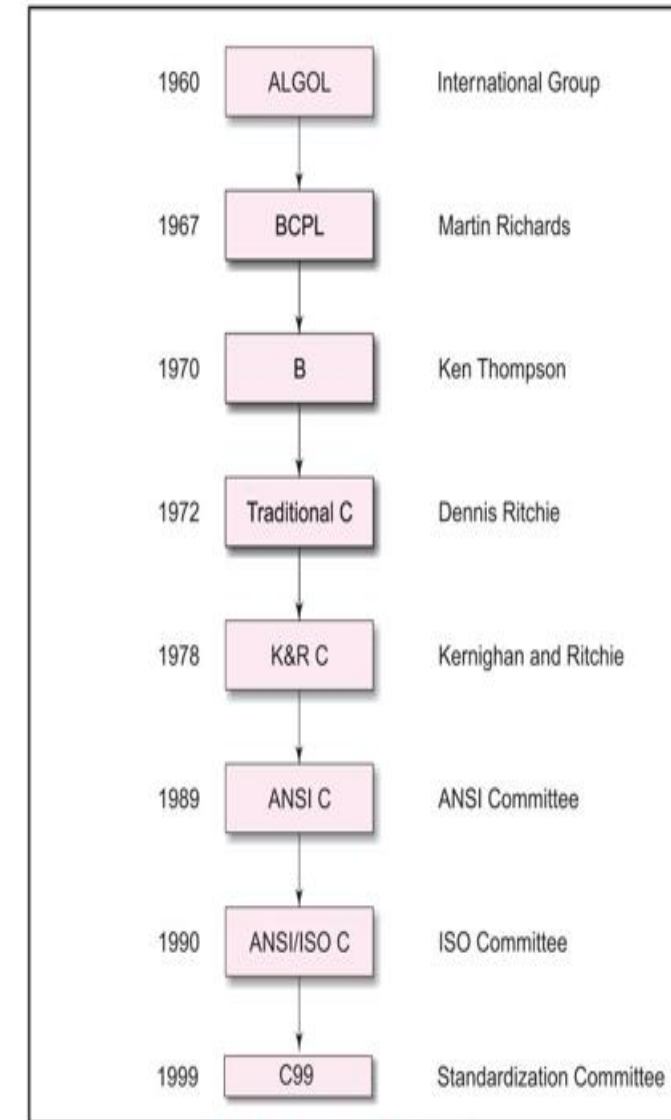 1960 ALGOL International Group
1967 BCPL Martin Richards
1970 B Ken Thompson
1972 Traditional C Dennis Ritchie
1978 K&R C Kernighan and Ritchie
1989 ANSI C ANSI Committee
1990 ANSI/ISO C ISO Committee
1999 C99 Standardization Committee